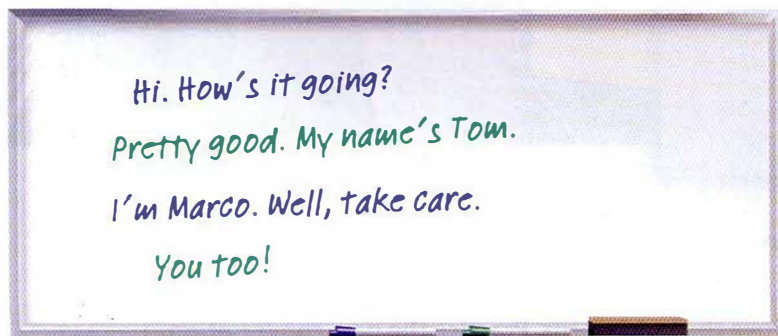 Hi. How's it going?
Pretty good. My name's Tom.
I'm Marco. Well, take care.
You too!